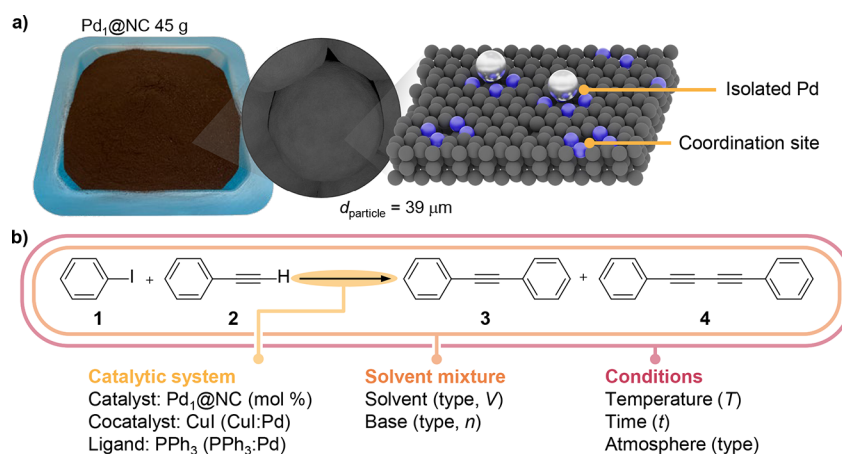 a)
Pd₁@NC 45 g
Isolated Pd
Coordination site
dparticle = 39 μm
b)
I + H + 
1 2 3 4
Catalytic system
Catalyst: Pd₁@NC (mol %)
Cocatalyst: CuI (CuI:Pd)
Ligand: PPh₃ (PPh₃:Pd)
Solvent mixture
Solvent (type, V)
Base (type, n)
Conditions
Temperature (T)
Time (t)
Atmosphere (type)